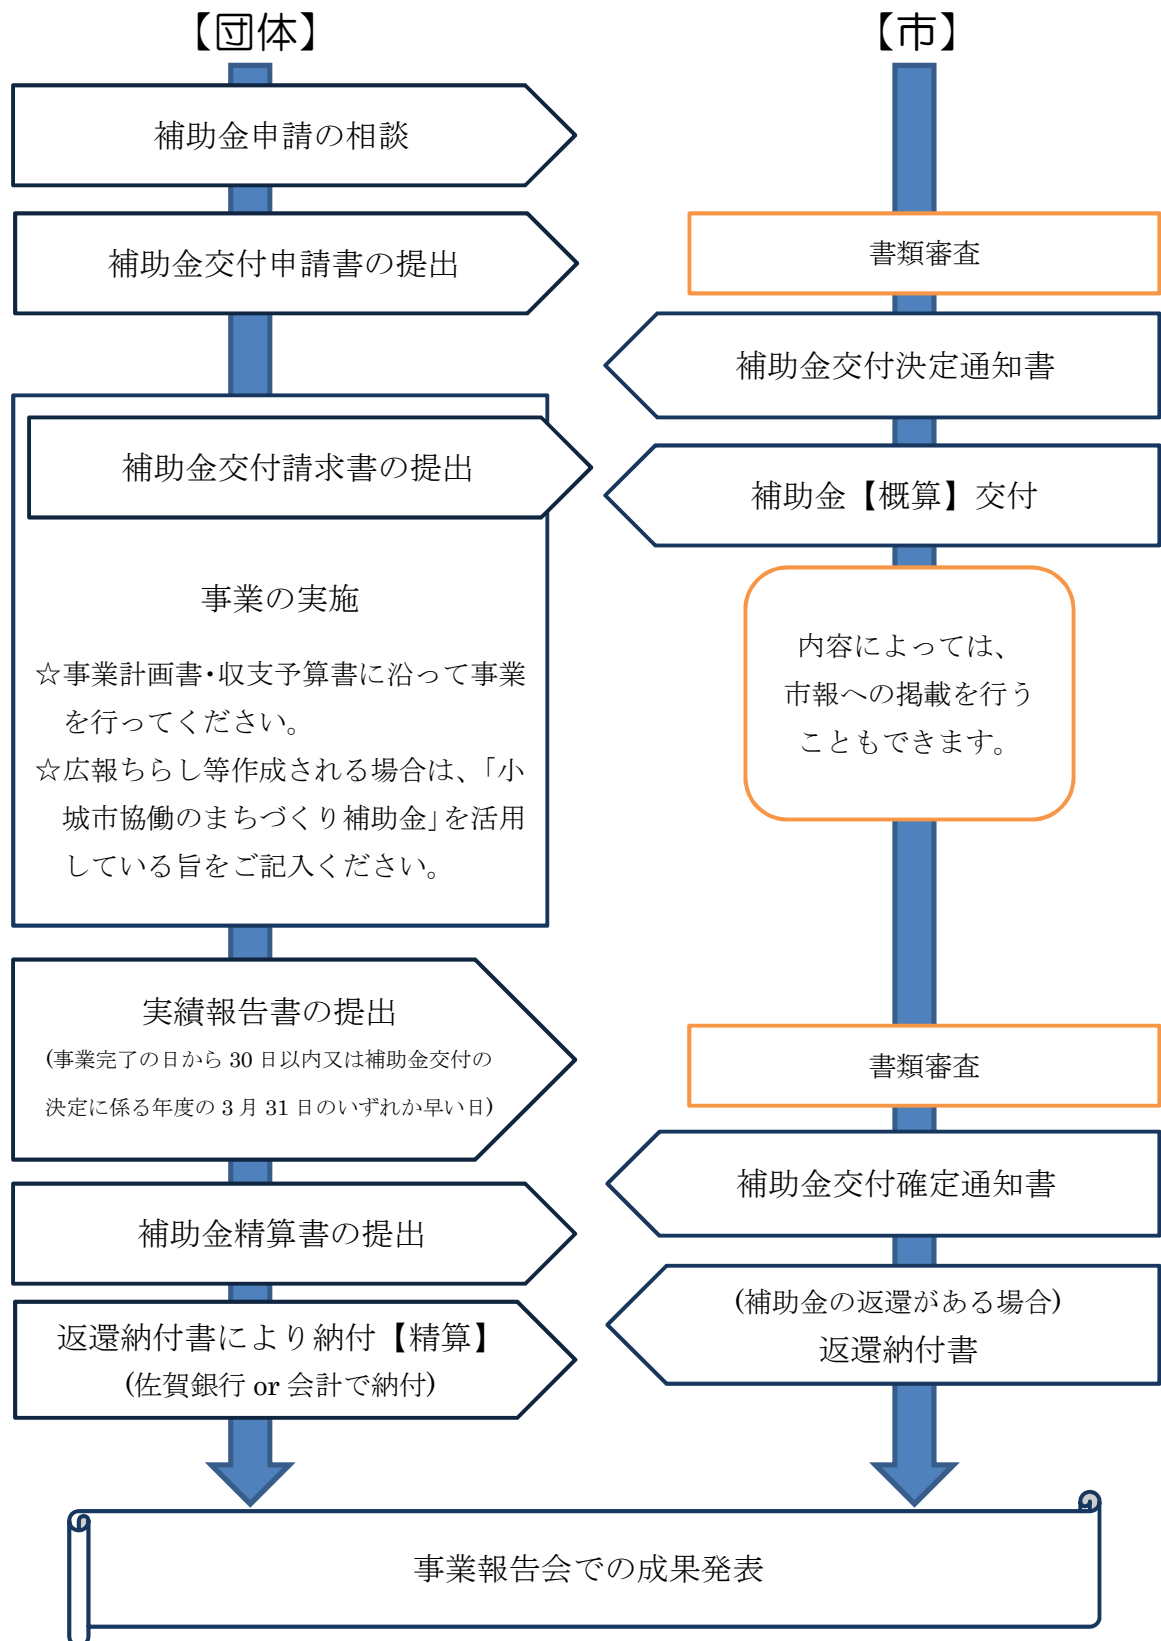 【団体】
【市】
補助金申請の相談
補助金交付申請書の提出
書類審査
補助金交付決定通知書
補助金交付請求書の提出
補助金【概算】交付
事業の実施
☆事業計画書・収支予算書に沿って事業
を行ってください。
☆広報ちらし等作成される場合は、「小
城市協働のまちづくり補助金」を活用
している旨をご記入ください。
内容によっては、
市報への掲載を行う
こともできます。
実績報告書の提出
(事業完了の日から 30 日以内又は補助金交付の
決定に係る年度の 3 月 31 日のいずれか早い日)
書類審査
補助金交付確定通知書
補助金精算書の提出
(補助金の返還がある場合)
返還納付書
返還納付書により納付【精算】
(佐賀銀行 or 会計で納付)
事業報告会での成果発表